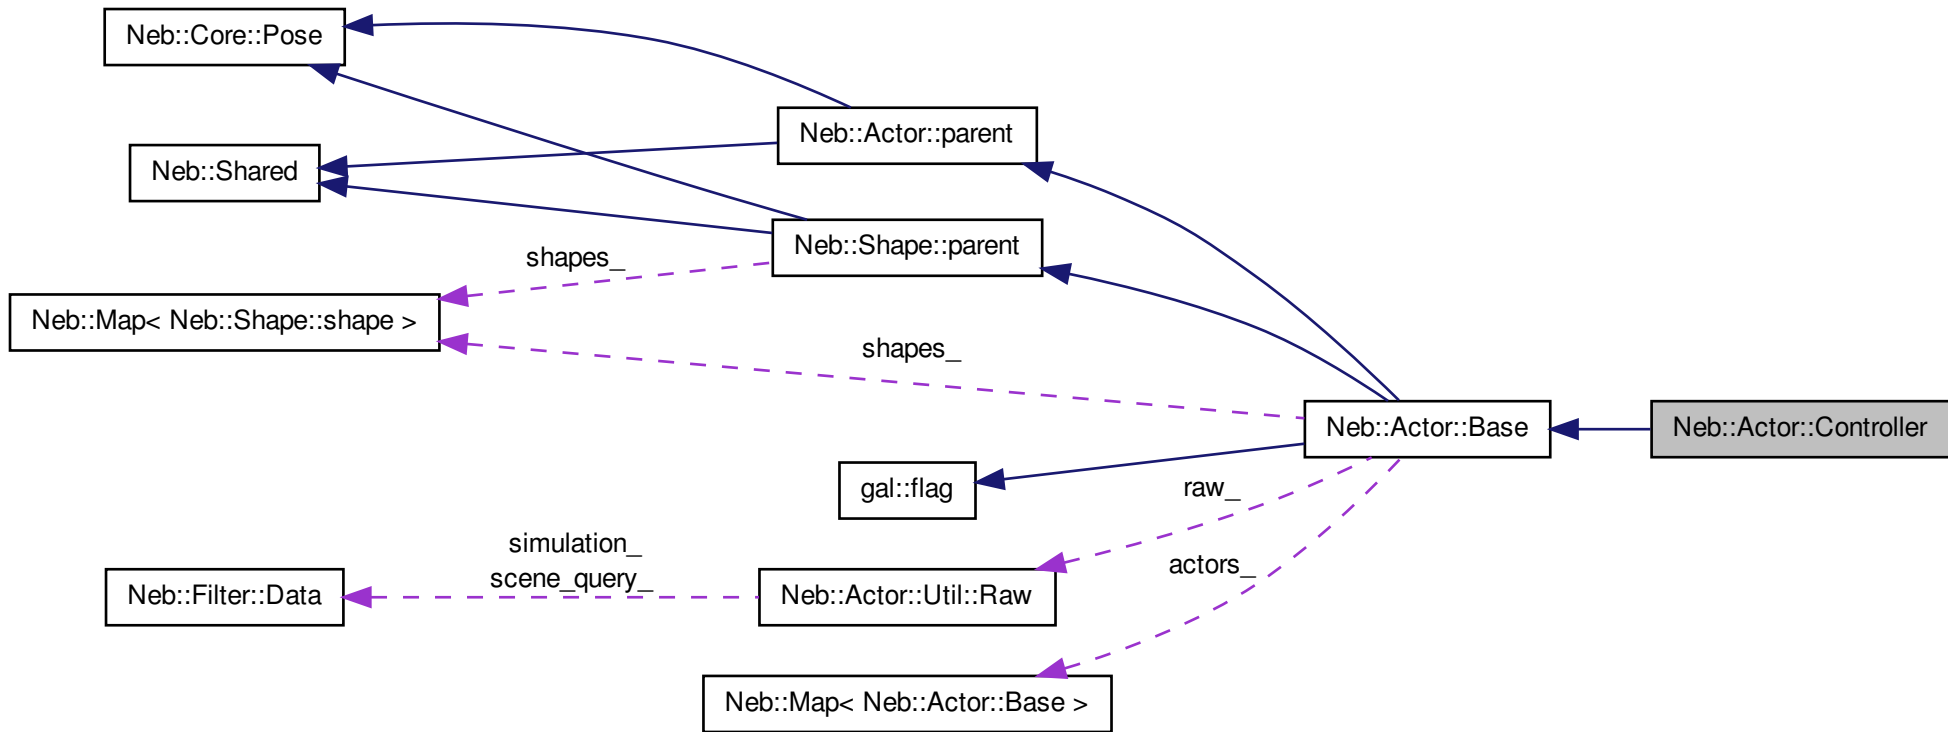 Neb::Core::Pose
Neb::Actor::parent
Neb::Shared
Neb::Shape::parent
shapes_
Neb::Map< Neb::Shape::shape >
shapes_
Neb::Actor::Base
Neb::Actor::Controller
gal::flag
raw_
simulation_
scene_query_
actors_
Neb::Filter::Data
Neb::Actor::Util::Raw
Neb::Map< Neb::Actor::Base >